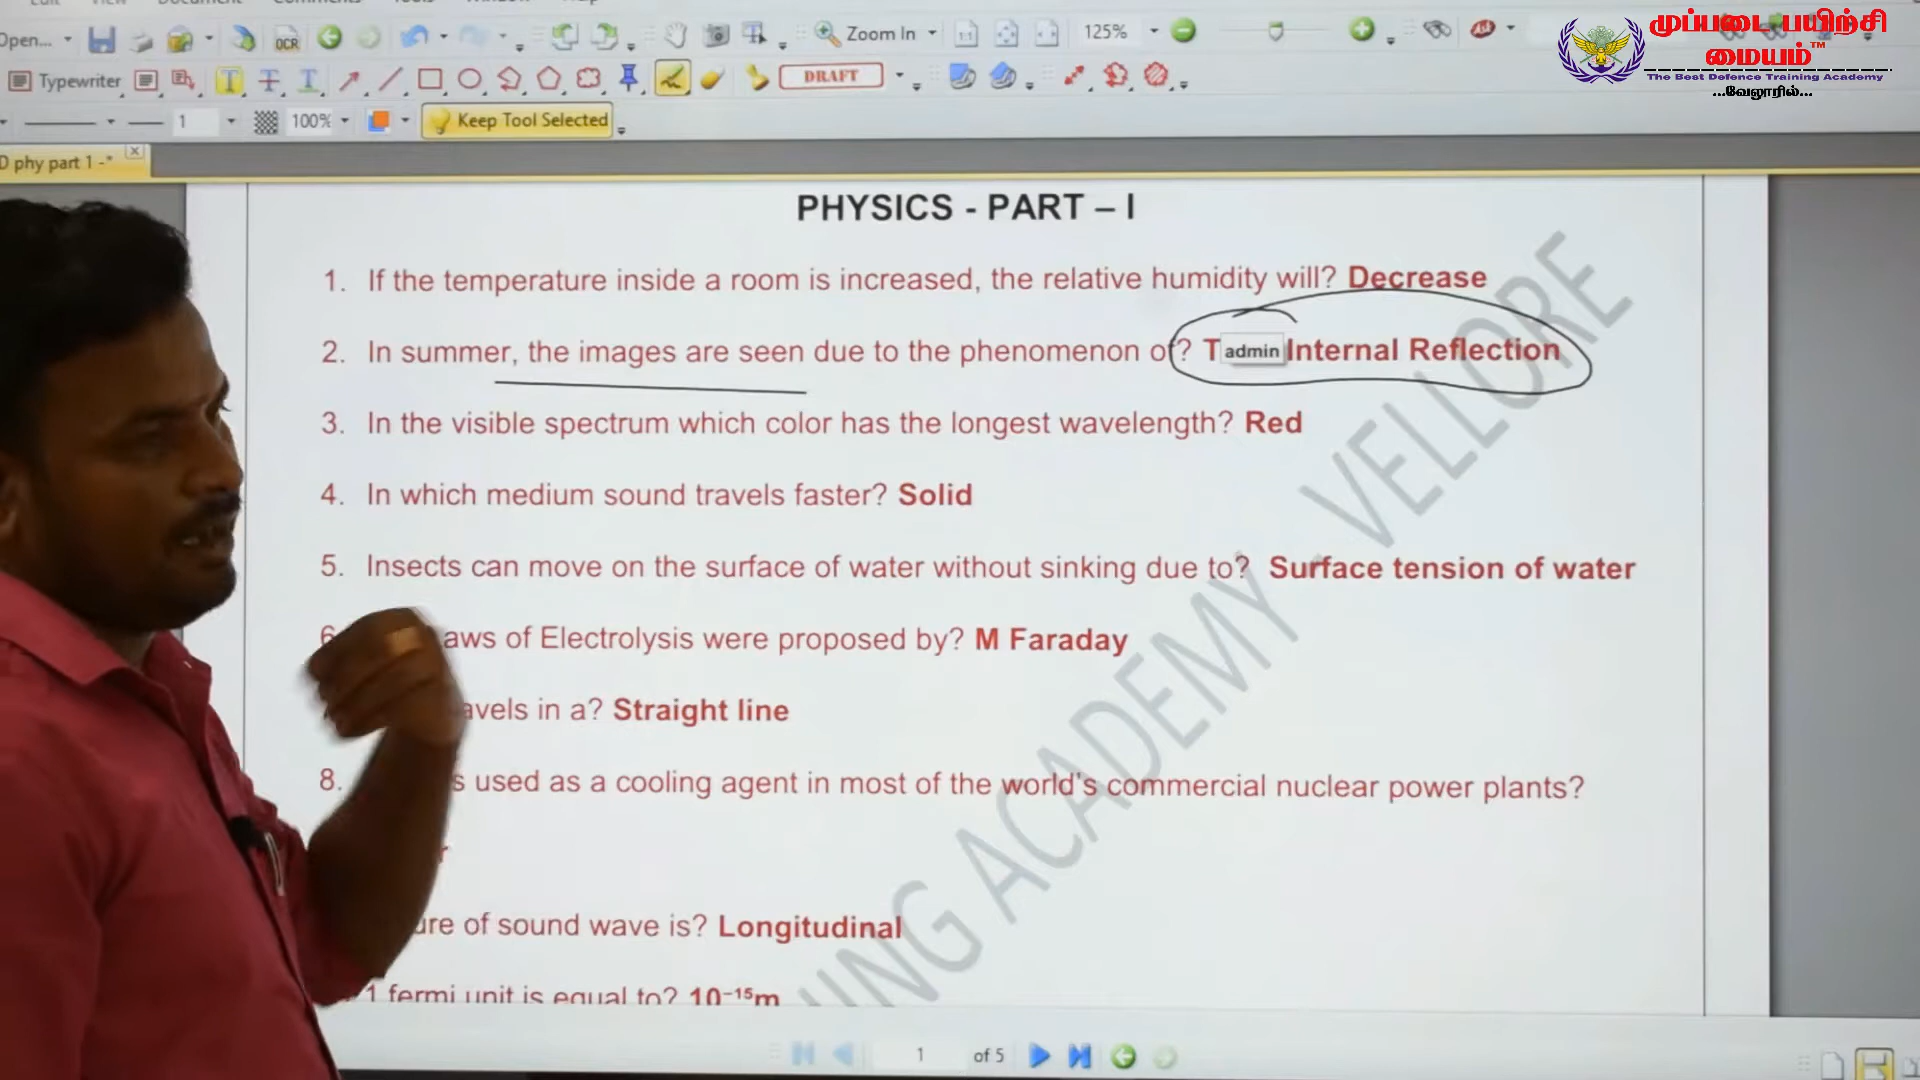 Open...
OCR
Zoom In
125%
முப்படை பயிற்சி
மையம்™
The Best Defence Training Academy
...வேலூரில்...
Typewriter
DRAFT
1
100%
Keep Tool Selected
D phy part 1 -*
PHYSICS - PART – I
1. If the temperature inside a room is increased, the relative humidity will? Decrease
2. In summer, the images are seen due to the phenomenon of? T admin Internal Reflection
3. In the visible spectrum which color has the longest wavelength? Red
4. In which medium sound travels faster? Solid
5. Insects can move on the surface of water without sinking due to? Surface tension of water
6 aws of Electrolysis were proposed by? M Faraday
avels in a? Straight line
8. s used as a cooling agent in most of the world's commercial nuclear power plants?
r
ure of sound wave is? Longitudinal
1 fermi unit is equal to? 10⁻¹⁵m
ING ACADEMY - VELLORE
1 of 5